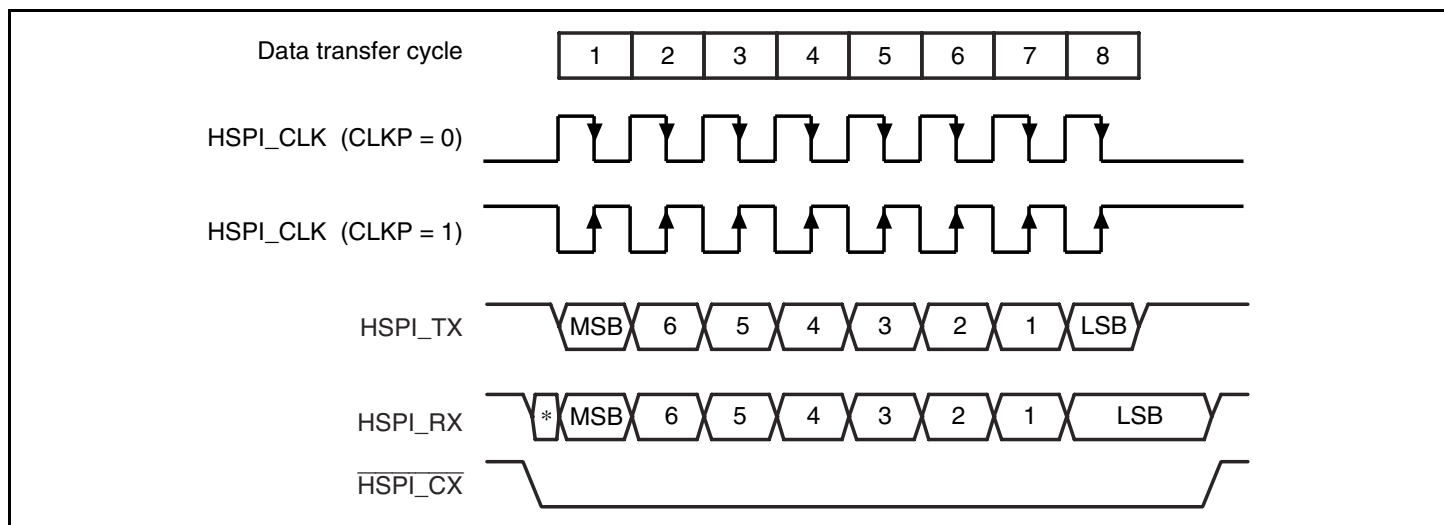 Data transfer cycle 1 2 3 4 5 6 7 8
HSPI_CLK (CLKP = 0)
HSPI_CLK (CLKP = 1)
HSPI_TX MSB 6 5 4 3 2 1 LSB
HSPI_RX * MSB 6 5 4 3 2 1 LSB
HSPI_CX